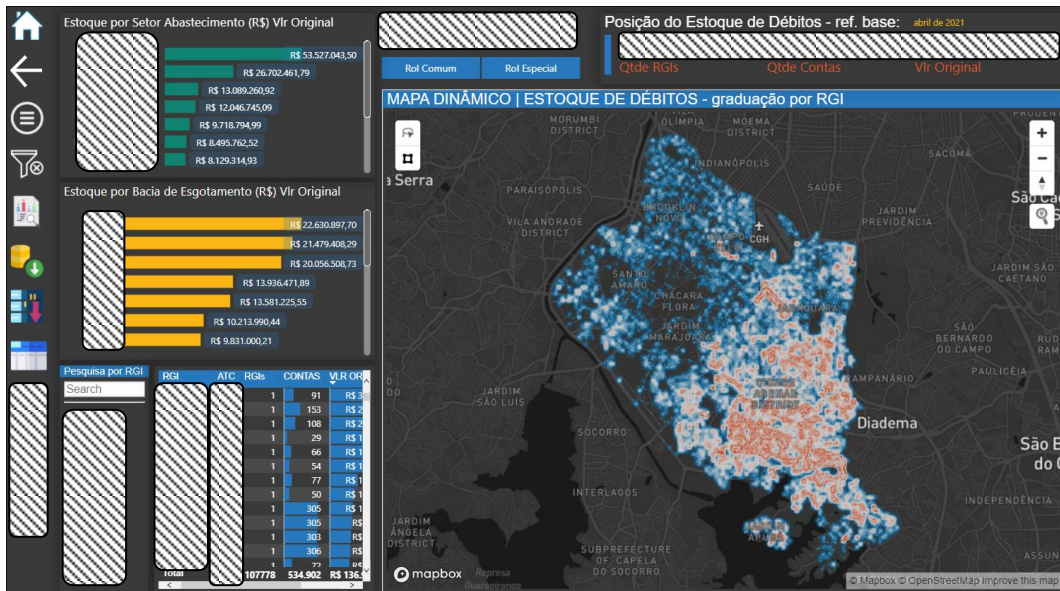 Estoque por Setor Abastecimento (R$) Vlr Original
R$ 53.527.043,50
R$ 26.702.461,79
R$ 13.089.260,92
R$ 12.046.745,09
R$ 9.718.794,99
R$ 8.495.762,52
R$ 8.129.314,93
Estoque por Bacia de Esgotamento (R$) Vlr Original
R$ 22.630.897,70
R$ 21.479.408,29
R$ 20.056.508,73
R$ 13.936.471,89
R$ 13.581.225,55
R$ 10.213.990,44
R$ 9.831.000,21
Pesquisa por RGI
Search
RGI ATC RGIs CONTAS VLR OR
1 91 R$ 3
1 153 R$ 2
1 108 R$ 2
1 29 R$ 1
1 66 R$ 1
1 54 R$ 1
1 77 R$ 1
1 50 R$ 1
1 305 R$ 1
1 305 R$
1 303 R$
1 306 R$
1 72 R$
Total 107778 534.902 R$ 136.9
Rol Comum
Rol Especial
Posição do Estoque de Débitos - ref. base: abril de 2021
Qtde RGIs Qtde Contas Vlr Original
MAPA DINÂMICO | ESTOQUE DE DÉBITOS - graduação por RGI
MORUMBI
DISTRICT
OLÍMPIA
MOEMA
DISTRICT
SACOMÃ
INDIANÓPOLIS
a Serra
PARAISÓPOLIS
SAÚDE
São Ca
VILA ANDRADE
DISTRICT
BROOKLIN
NOVO
JARDIM
PREVIDÊNCIA
CGH
SANTO
AMARO
JARDIM SÃO
CAETANO
CHÁCARA
FLORA
JARDIM
MARAJOARA
SÃO
BERNARDO
DO CAMPO
RUD
RAM
PAULICÉIA
CAMPANÁRIO
JARDIM
SÃO LUÍS
Diadema
SOCORRO
São B
do C
INTERLAGOS
INDEPENDÊNCIA
JARDIM
ÂNGELA
DISTRICT
SUBPREFECTURE
OF CAPELA
DO SOCORRO
ASSUN
Represa
Guarapiranga
mapbox
© Mapbox © OpenStreetMap Improve this map